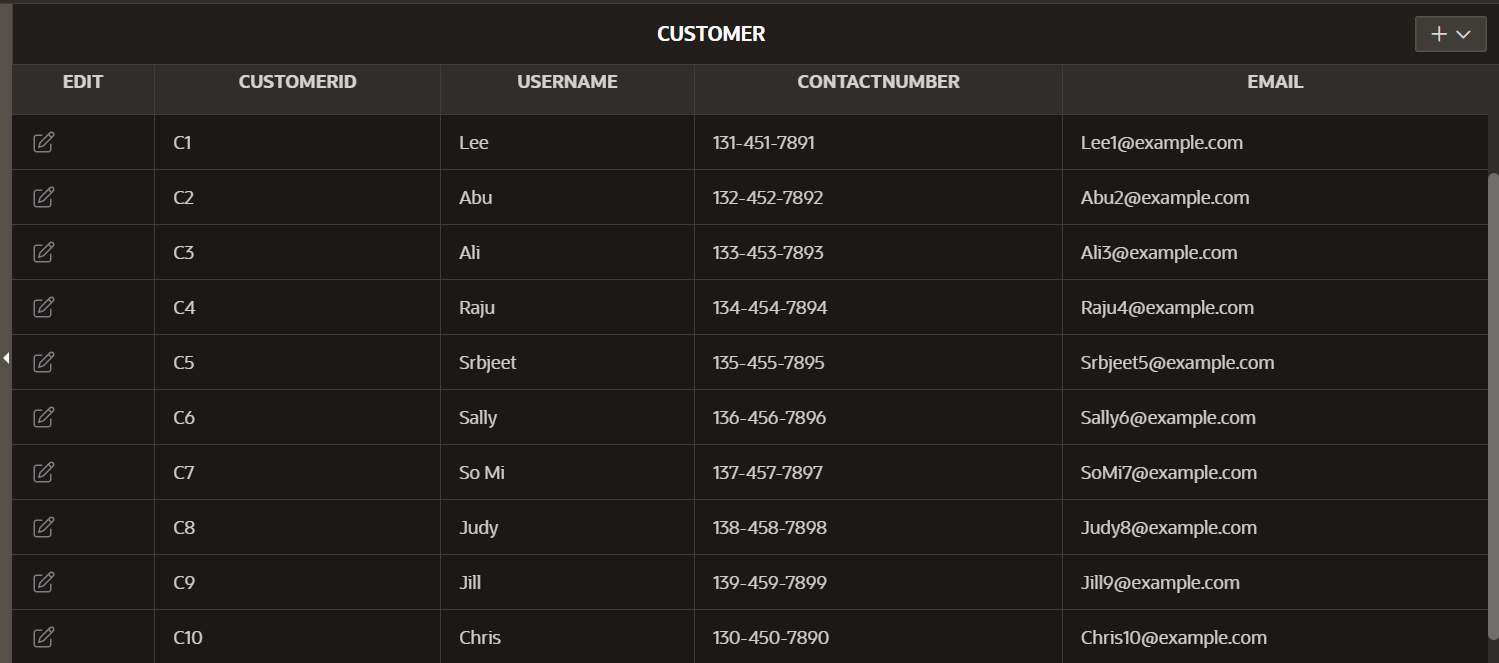 CUSTOMER
EDIT CUSTOMERID USERNAME CONTACTNUMBER EMAIL
C1 Lee 131-451-7891 Lee1@example.com
C2 Abu 132-452-7892 Abu2@example.com
C3 Ali 133-453-7893 Ali3@example.com
C4 Raju 134-454-7894 Raju4@example.com
C5 Srbjeet 135-455-7895 Srbjeet5@example.com
C6 Sally 136-456-7896 Sally6@example.com
C7 So Mi 137-457-7897 SoMi7@example.com
C8 Judy 138-458-7898 Judy8@example.com
C9 Jill 139-459-7899 Jill9@example.com
C10 Chris 130-450-7890 Chris10@example.com